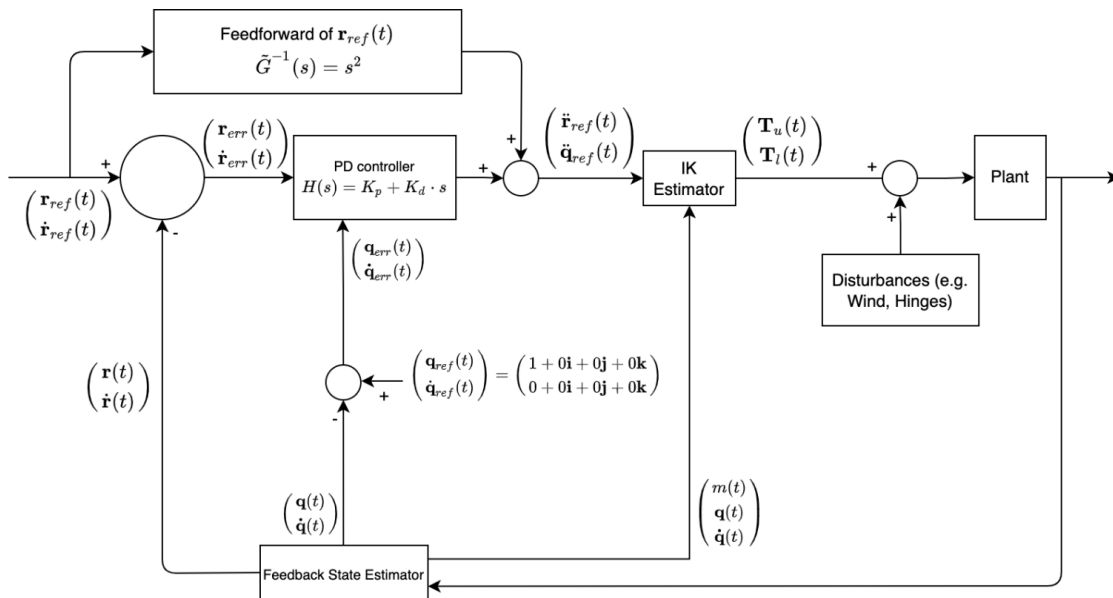 Feedforward of r_ref(t)
G̃⁻¹(s) = s²
(r_err(t)
ṙ_err(t))
PD controller
H(s) = K_p + K_d · s
+
+
+
-
(r_ref(t)
ṙ_ref(t))
(r̈_ref(t)
q̈_ref(t))
IK
Estimator
(T_u(t)
T_l(t))
+
+
Plant
Disturbances (e.g.
Wind, Hinges)
(q_err(t)
q̇_err(t))
(q_ref(t)
q̇_ref(t)) = (1 + 0i + 0j + 0k
0 + 0i + 0j + 0k)
+
-
(r(t)
ṙ(t))
(q(t)
q̇(t))
(m(t)
q(t)
q̇(t))
Feedback State Estimator